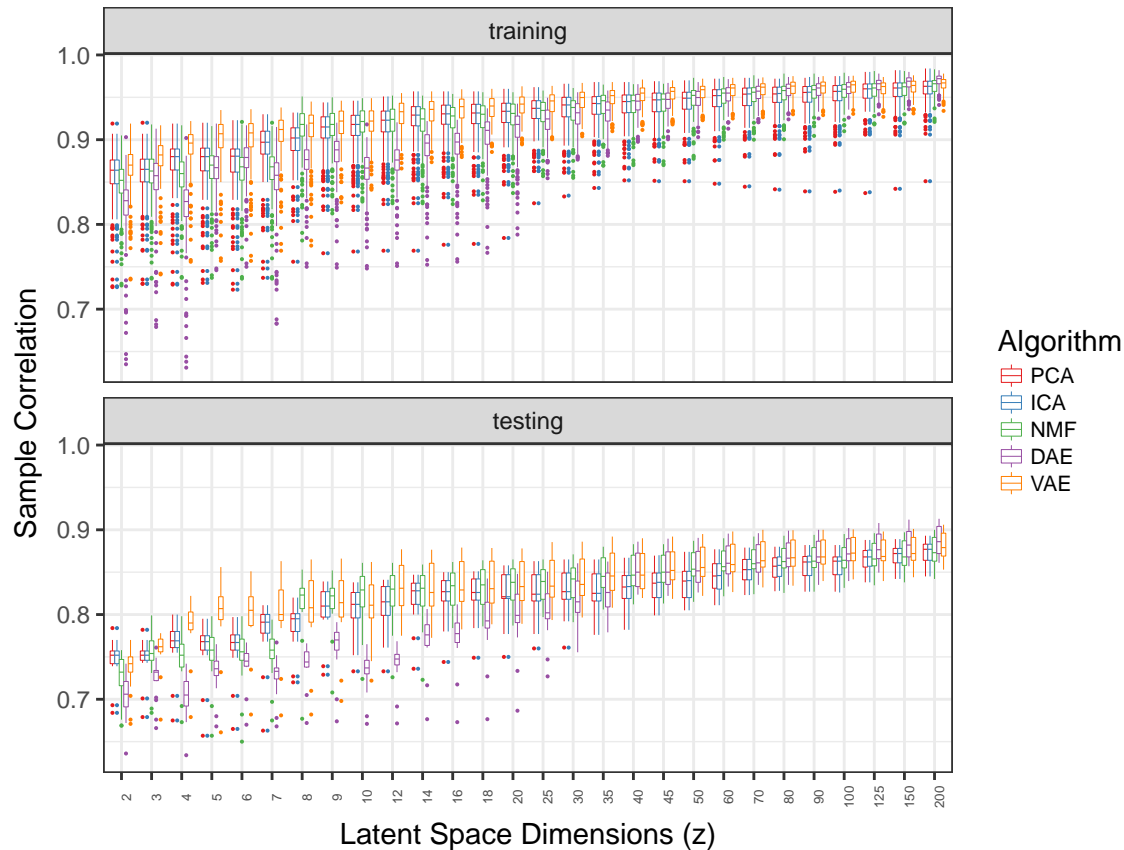 training
1.0
0.9
0.8
0.7
Sample Correlation
testing
1.0
0.9
0.8
0.7
2 3 4 5 6 7 8 9 10 12 14 16 18 20 25 30 35 40 45 50 60 70 80 90 100 125 150 200
Latent Space Dimensions (z)
Algorithm
PCA
ICA
NMF
DAE
VAE